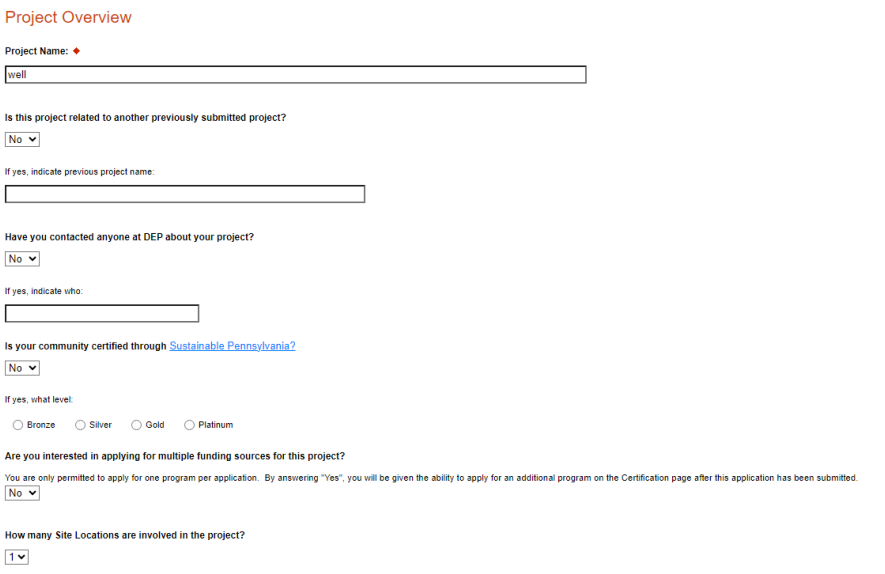 Project Overview
Project Name: ♦
well
Is this project related to another previously submitted project?
No
If yes, indicate previous project name:
Have you contacted anyone at DEP about your project?
No
If yes, indicate who:
Is your community certified through Sustainable Pennsylvania?
No
If yes, what level:
Bronze Silver Gold Platinum
Are you interested in applying for multiple funding sources for this project?
You are only permitted to apply for one program per application. By answering "Yes", you will be given the ability to apply for an additional program on the Certification page after this application has been submitted.
No
How many Site Locations are involved in the project?
1